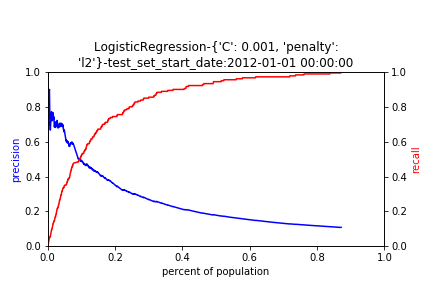 LogisticRegression-{'C': 0.001, 'penalty':
'l2'}-test_set_start_date:2012-01-01 00:00:00
1.0
0.8
0.6
0.4
0.2
0.0
precision
1.0
0.8
0.6
0.4
0.2
0.0
recall
0.0 0.2 0.4 0.6 0.8 1.0
percent of population